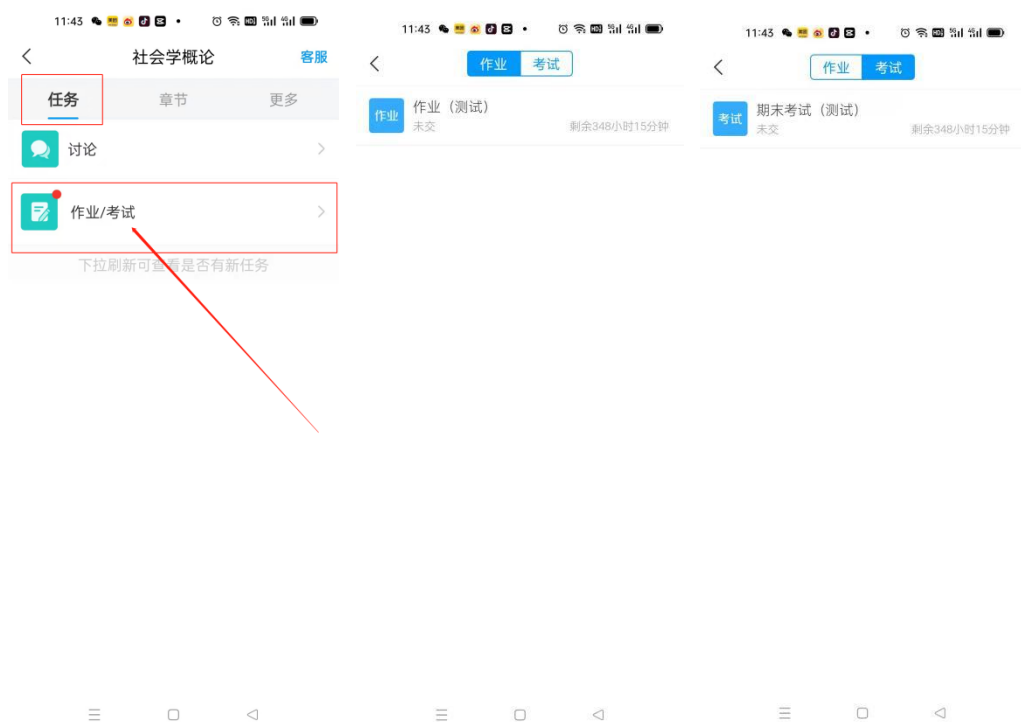 11:43
社会学概论
客服
任务
章节
更多
讨论
作业/考试
下拉刷新可查看是否有新任务
11:43
作业
考试
作业
作业（测试）
未交
剩余348小时15分钟
11:43
作业
考试
考试
期末考试（测试）
未交
剩余348小时15分钟